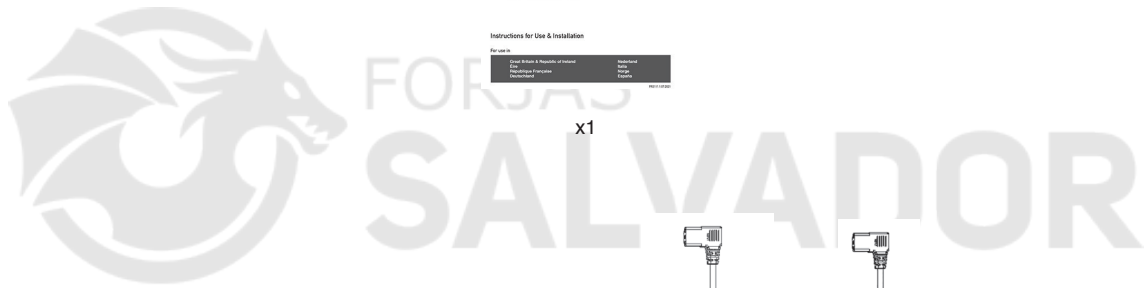 Instructions for Use & Installation
For use in
Great Britain & Republic of Ireland
Éire
République Française
Deutschland
Nederland
Italia
Norge
España
FORJAS
SALVADOR
x1